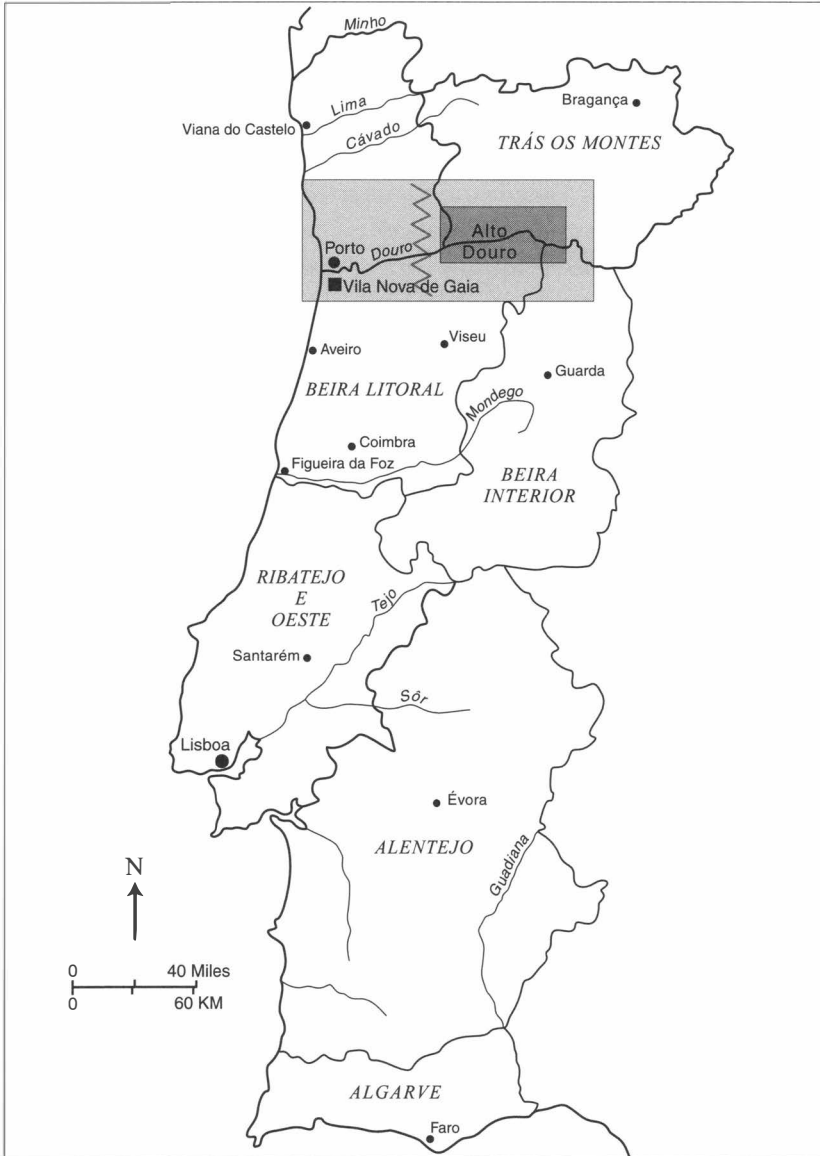 Minho
Bragança
Lima
Viana do Castelo
Cávado
TRÁS OS MONTES
Alto
Douro
Porto
Douro
Vila Nova de Gaia
Viseu
Aveiro
Guarda
BEIRA LITORAL
Mondego
Coimbra
Figueira da Foz
BEIRA
INTERIOR
RIBATEJO
E
OESTE
Tejo
Santarém
Sôr
Lisboa
Évora
ALENTEJO
Guadiana
N
0 40 Miles
0 60 KM
ALGARVE
Faro